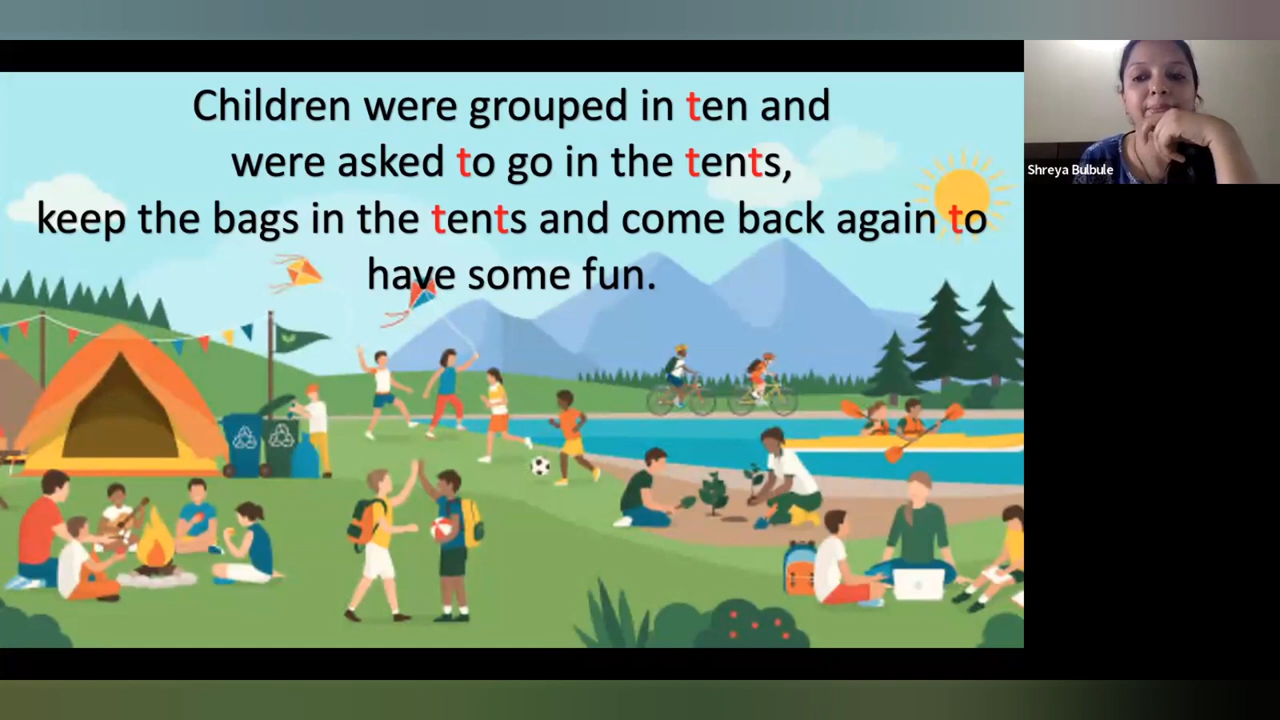 Children were grouped in ten and
were asked to go in the tents,
keep the bags in the tents and come back again to
have some fun.
Shreya Bulbule